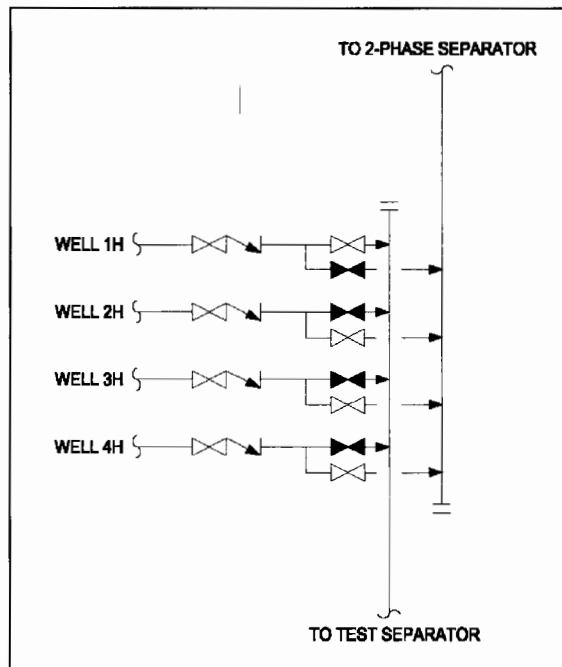 TO 2-PHASE SEPARATOR
WELL 1H
WELL 2H
WELL 3H
WELL 4H
TO TEST SEPARATOR